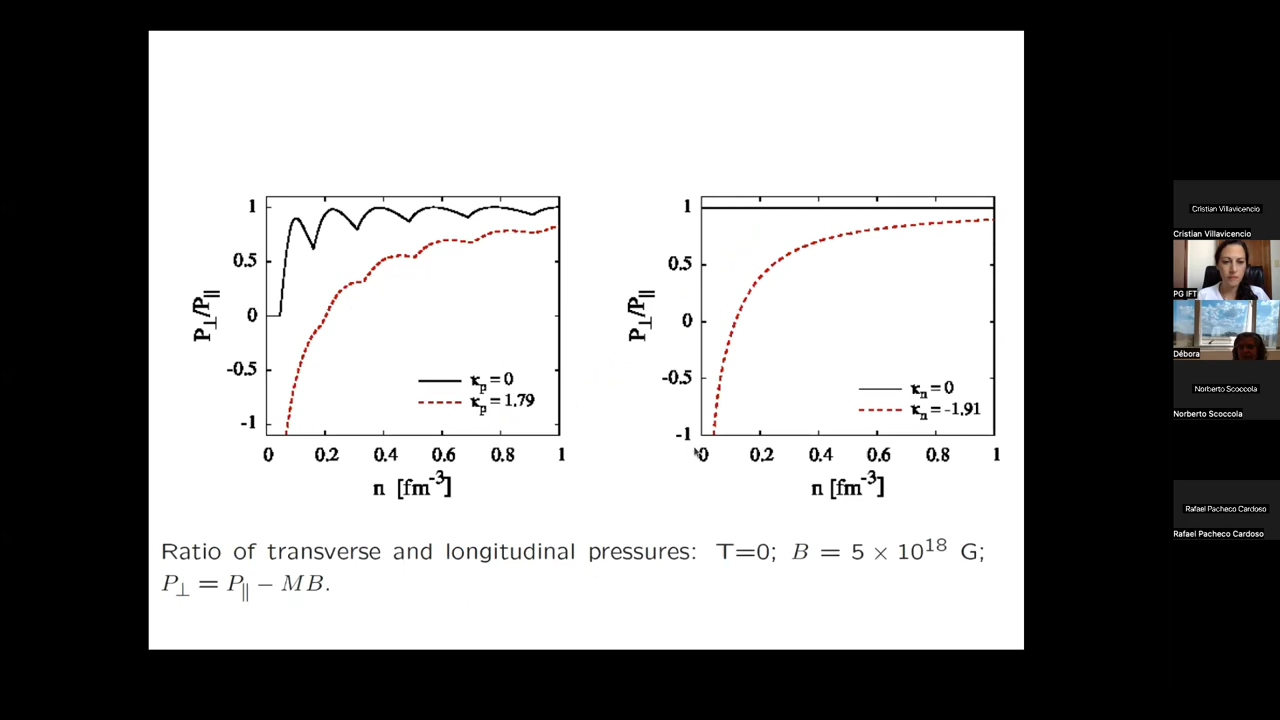 1
0.5
0
-0.5
-1
P⊥/P∥
κp = 0
κp = 1.79
0 0.2 0.4 0.6 0.8 1
n [fm⁻³]
1
0.5
0
-0.5
-1
P⊥/P∥
κn = 0
κn = -1.91
0 0.2 0.4 0.6 0.8 1
n [fm⁻³]
Ratio of transverse and longitudinal pressures: T=0; B = 5 × 10¹⁸ G;
P⊥ = P∥ − MB.
Cristian Villavicencio
Cristian Villavicencio
PG IFT
Débora
Norberto Scoccola
Norberto Scoccola
Rafael Pacheco Cardoso
Rafael Pacheco Cardoso